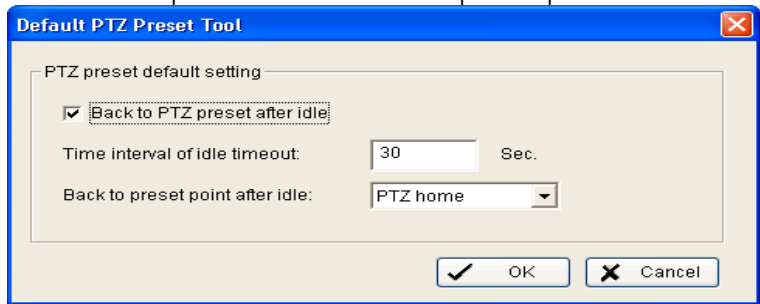 Default PTZ Preset Tool
PTZ preset default setting
Back to PTZ preset after idle
Time interval of idle timeout: 30 Sec.
Back to preset point after idle: PTZ home
OK Cancel